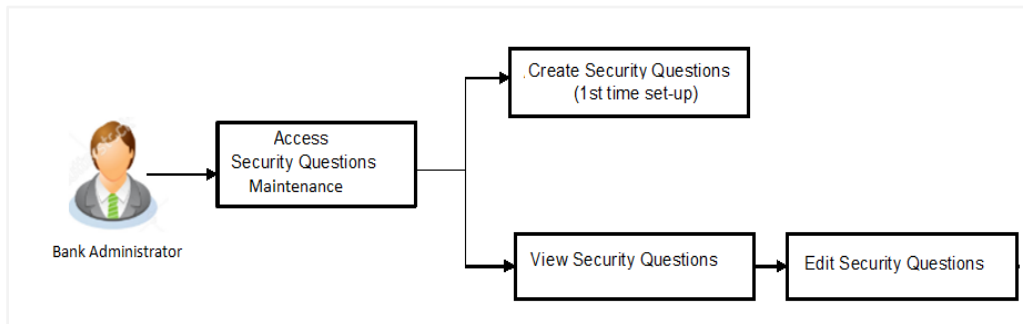 Create Security Questions
(1st time set-up)
Access
Security Questions
Maintenance
Bank Administrator
View Security Questions
Edit Security Questions